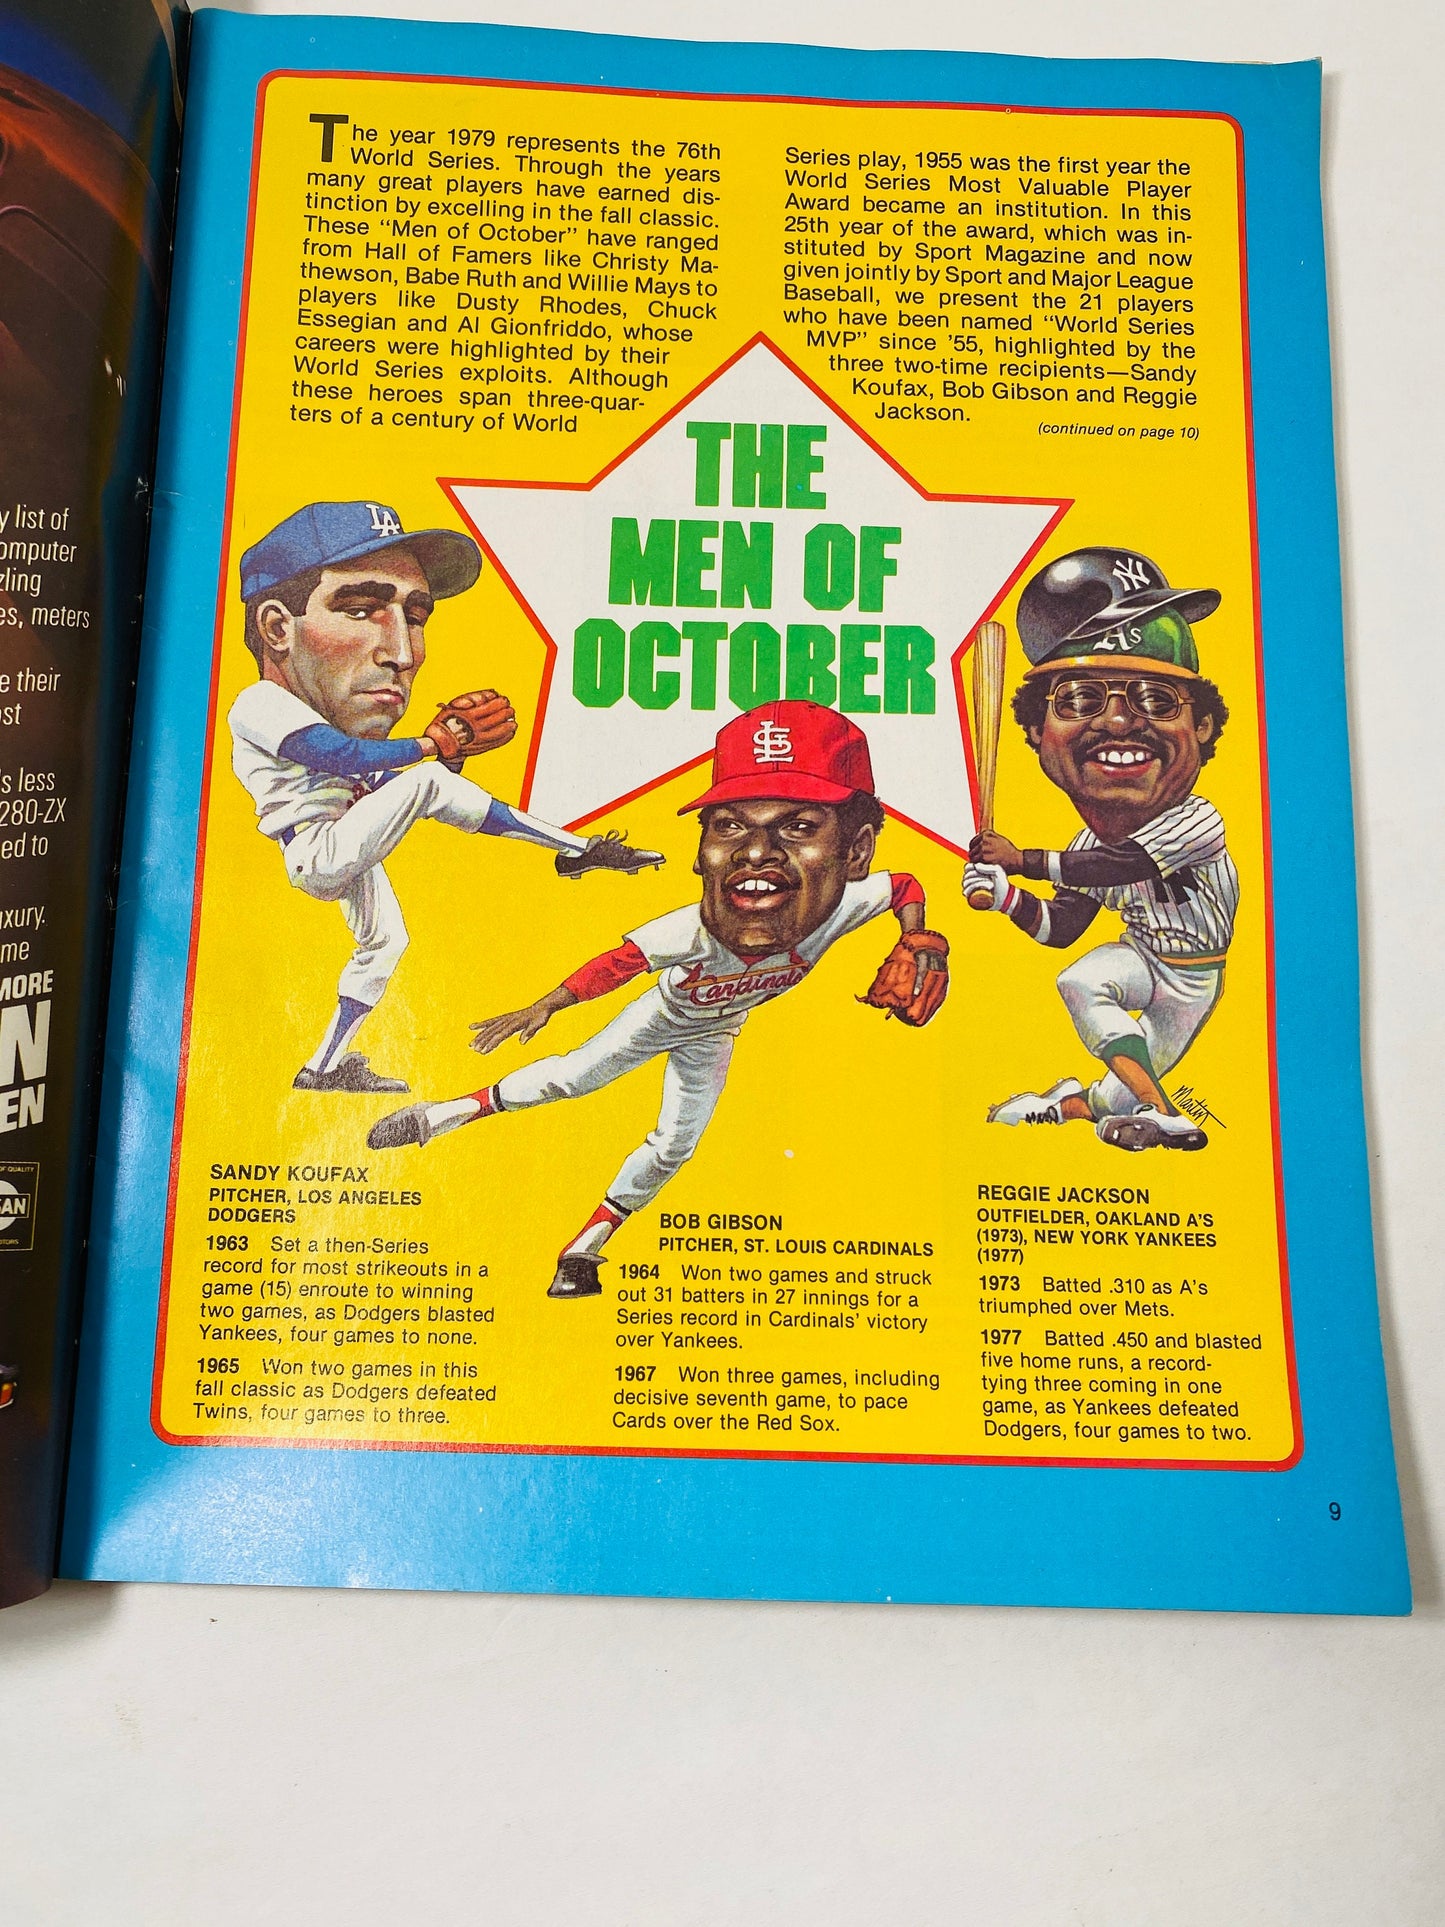 y list of
omputer
zling
es, meters
e their
ost
's less
280-ZX
ed to
uxury.
me
MORE
N
EN
OF QUALITY
SAN
MOTORS
The year 1979 represents the 76th
World Series. Through the years
many great players have earned dis-
tinction by excelling in the fall classic.
These “Men of October” have ranged
from Hall of Famers like Christy Ma-
thewson, Babe Ruth and Willie Mays to
players like Dusty Rhodes, Chuck
Essegian and Al Gionfriddo, whose
careers were highlighted by their
World Series exploits. Although
these heroes span three-quar-
ters of a century of World
Series play, 1955 was the first year the
World Series Most Valuable Player
Award became an institution. In this
25th year of the award, which was in-
stituted by Sport Magazine and now
given jointly by Sport and Major League
Baseball, we present the 21 players
who have been named “World Series
MVP” since ’55, highlighted by the
three two-time recipients—Sandy
Koufax, Bob Gibson and Reggie
Jackson.
(continued on page 10)
THE
MEN OF
OCTOBER
LA
NY
A's
STL
Cardinals
Martin
SANDY KOUFAX
PITCHER, LOS ANGELES
DODGERS
1963 Set a then-Series
record for most strikeouts in a
game (15) enroute to winning
two games, as Dodgers blasted
Yankees, four games to none.
1965 Won two games in this
fall classic as Dodgers defeated
Twins, four games to three.
BOB GIBSON
PITCHER, ST. LOUIS CARDINALS
1964 Won two games and struck
out 31 batters in 27 innings for a
Series record in Cardinals’ victory
over Yankees.
1967 Won three games, including
decisive seventh game, to pace
Cards over the Red Sox.
REGGIE JACKSON
OUTFIELDER, OAKLAND A’S
(1973), NEW YORK YANKEES
(1977)
1973 Batted .310 as A’s
triumphed over Mets.
1977 Batted .450 and blasted
five home runs, a record-
tying three coming in one
game, as Yankees defeated
Dodgers, four games to two.
9